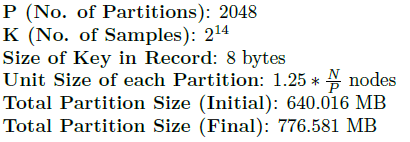 P (No. of Partitions): 2048
K (No. of Samples): 2^14
Size of Key in Record: 8 bytes
Unit Size of each Partition: 1.25 * N/P nodes
Total Partition Size (Initial): 640.016 MB
Total Partition Size (Final): 776.581 MB